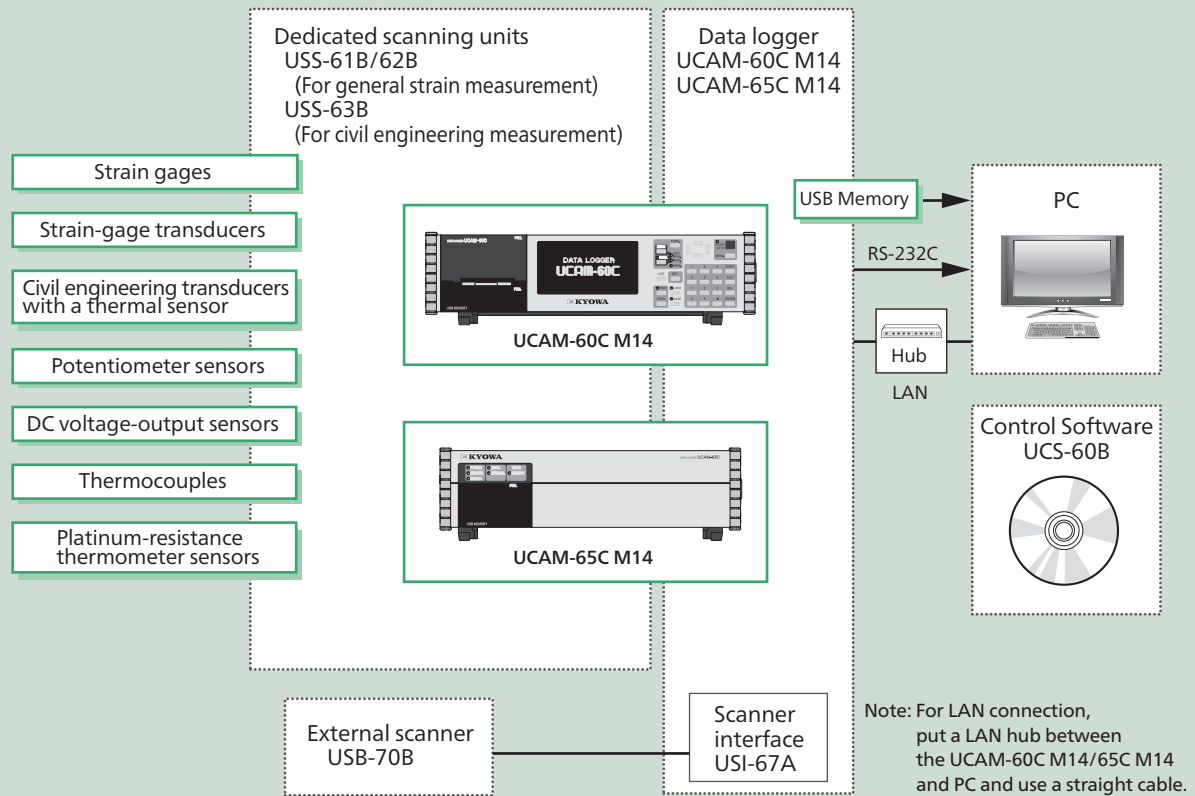 Dedicated scanning units
USS-61B/62B
(For general strain measurement)
USS-63B
(For civil engineering measurement)
Data logger
UCAM-60C M14
UCAM-65C M14
Strain gages
Strain-gage transducers
Civil engineering transducers
with a thermal sensor
Potentiometer sensors
DC voltage-output sensors
Thermocouples
Platinum-resistance
thermometer sensors
DATA LOGGER
UCAM-60C
KYOWA
USB MEMORY
UCAM-60C M14
KYOWA
USB MEMORY
UCAM-65C M14
USB Memory
RS-232C
Hub
LAN
PC
Control Software
UCS-60B
External scanner
USB-70B
Scanner
interface
USI-67A
Note: For LAN connection,
put a LAN hub between
the UCAM-60C M14/65C M14
and PC and use a straight cable.